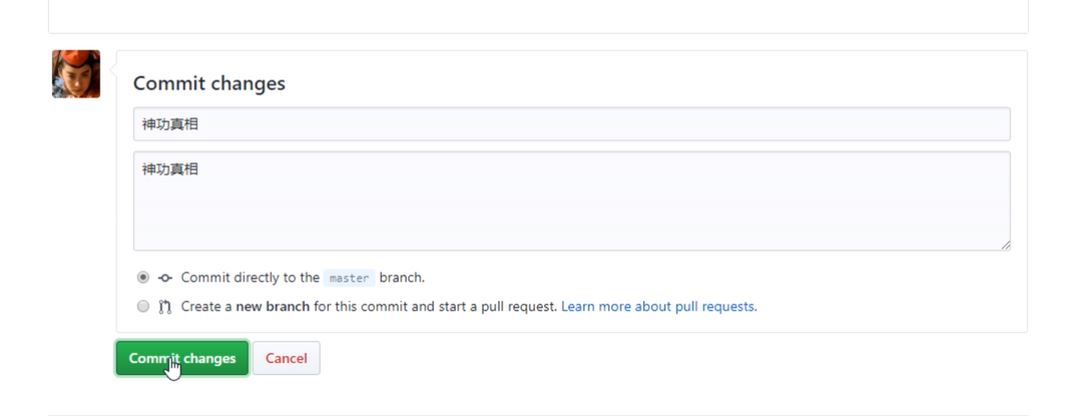 Commit changes
神功真相
神功真相
Commit directly to the master branch.
Create a new branch for this commit and start a pull request. Learn more about pull requests.
Commit changes Cancel